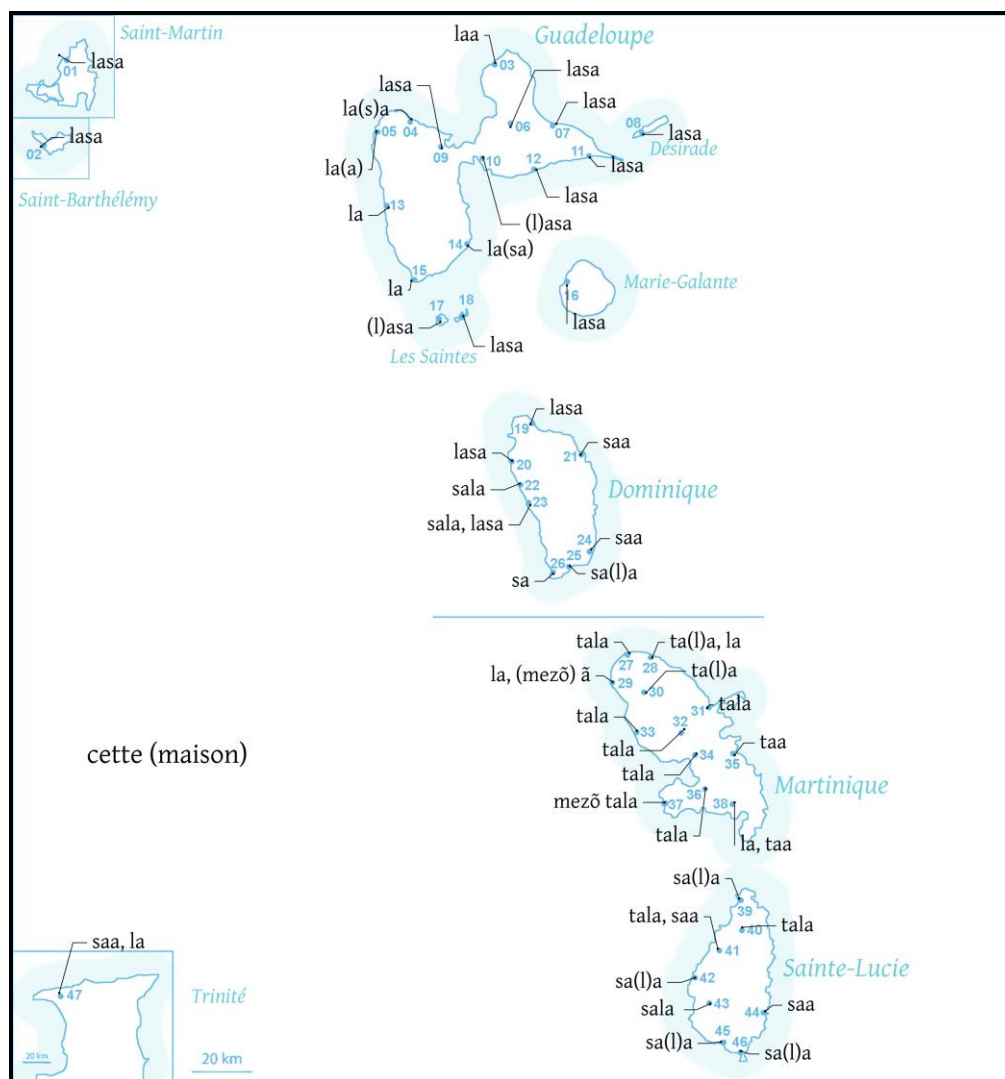 Saint-Martin
01
lasa
02
lasa
Saint-Barthélémy
Guadeloupe
laa
03
lasa
lasa
06
lasa
07
la(s)a
04
05
la(a)
09
08
lasa
Désirade
10
12
11
lasa
lasa
(l)asa
13
la
14
la(sa)
15
la
16
lasa
Marie-Galante
17
18
(l)asa
lasa
Les Saintes
lasa
19
lasa
20
21
saa
sala
22
23
sala, lasa
Dominique
24
saa
25
sa(l)a
26
sa
tala
27
ta(l)a, la
28
la, (mezõ) ã
29
ta(l)a
30
31
tala
tala
33
32
tala
34
tala
taa
35
Martinique
36
tala
mezõ tala
37
38
la, taa
cette (maison)
sa(l)a
39
tala, saa
41
tala
40
Sainte-Lucie
sa(l)a
42
sala
43
44
saa
45
sa(l)a
46
sa(l)a
saa, la
47
Trinité
20 km
20 km